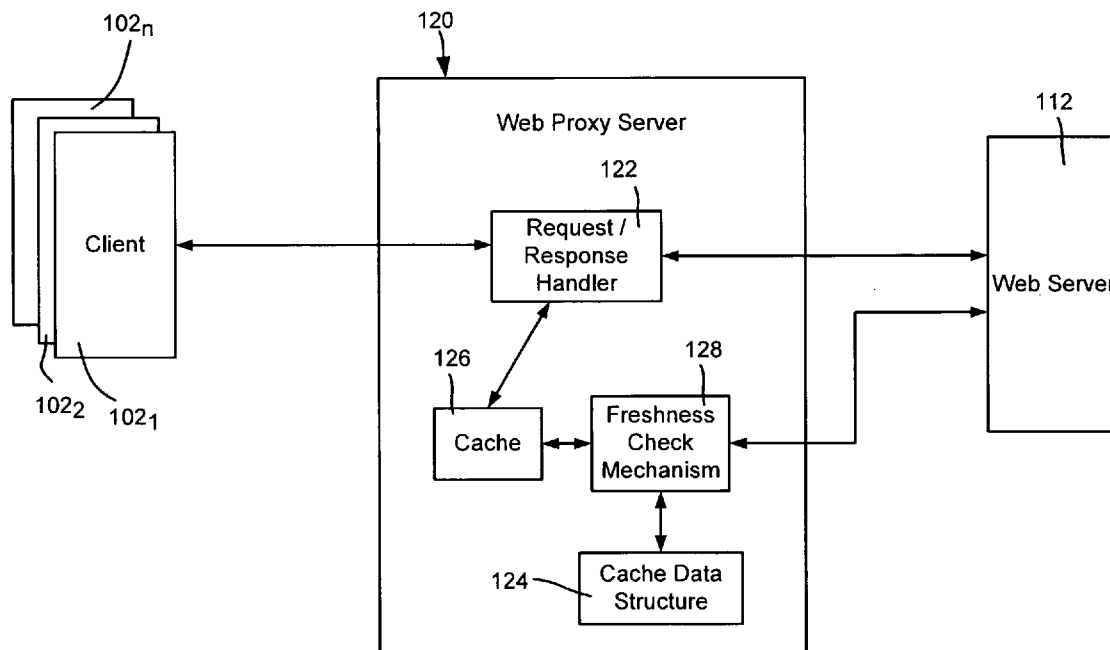 102n
120
112
Web Proxy Server
122
Request /
Response
Handler
Client
Web Server
126
128
Cache
Freshness
Check
Mechanism
1022
1021
124
Cache Data
Structure